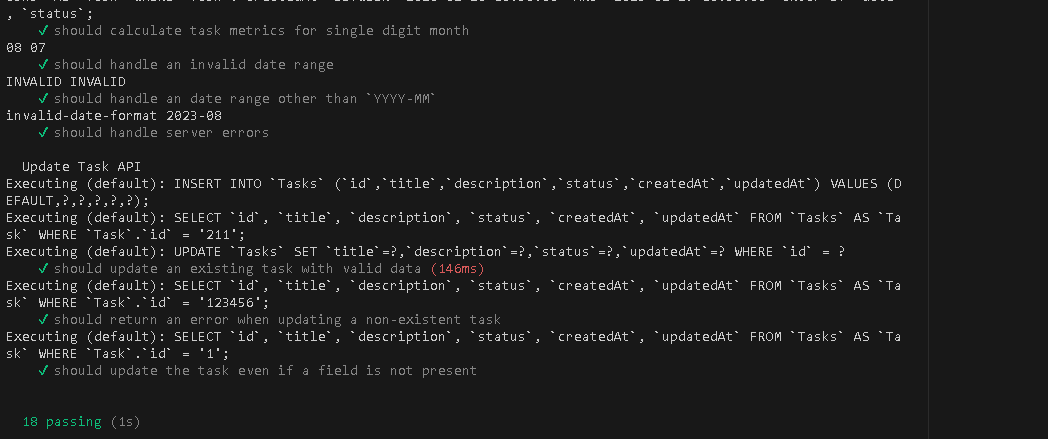 , `status`;
✓ should calculate task metrics for single digit month
08 07
✓ should handle an invalid date range
INVALID INVALID
✓ should handle an date range other than `YYYY-MM`
invalid-date-format 2023-08
✓ should handle server errors
Update Task API
Executing (default): INSERT INTO `Tasks` (`id`,`title`,`description`,`status`,`createdAt`,`updatedAt`) VALUES (D
EFAULT,?,?,?,?,?);
Executing (default): SELECT `id`, `title`, `description`, `status`, `createdAt`, `updatedAt` FROM `Tasks` AS `Ta
sk` WHERE `Task`.`id` = '211';
Executing (default): UPDATE `Tasks` SET `title`=?,`description`=?,`status`=?,`updatedAt`=? WHERE `id` = ?
✓ should update an existing task with valid data (146ms)
Executing (default): SELECT `id`, `title`, `description`, `status`, `createdAt`, `updatedAt` FROM `Tasks` AS `Ta
sk` WHERE `Task`.`id` = '123456';
✓ should return an error when updating a non-existent task
Executing (default): SELECT `id`, `title`, `description`, `status`, `createdAt`, `updatedAt` FROM `Tasks` AS `Ta
sk` WHERE `Task`.`id` = '1';
✓ should update the task even if a field is not present
18 passing (1s)